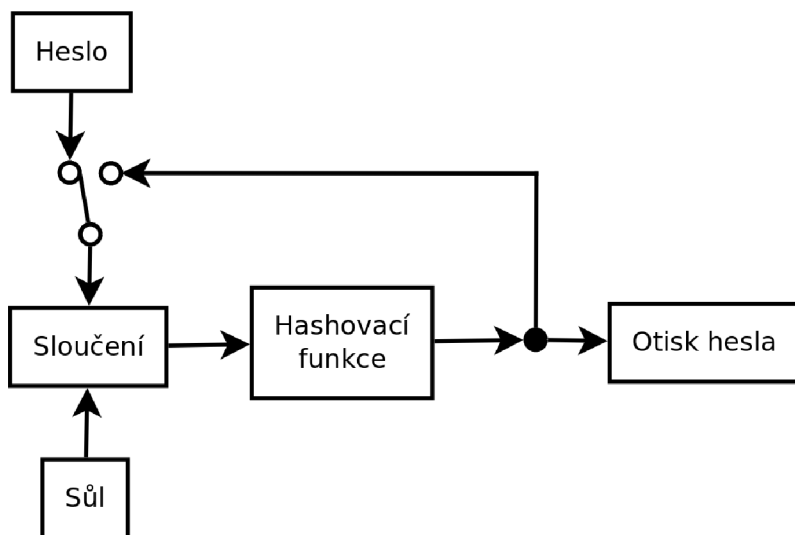 Heslo
Sloučení
Hashovací
funkce
Otisk hesla
Sůl